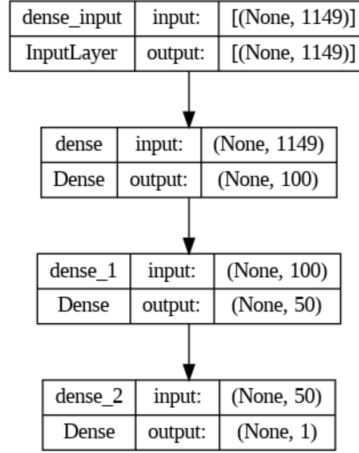 dense_input input: [(None, 1149)]
InputLayer output: [(None, 1149)]
dense input: (None, 1149)
Dense output: (None, 100)
dense_1 input: (None, 100)
Dense output: (None, 50)
dense_2 input: (None, 50)
Dense output: (None, 1)